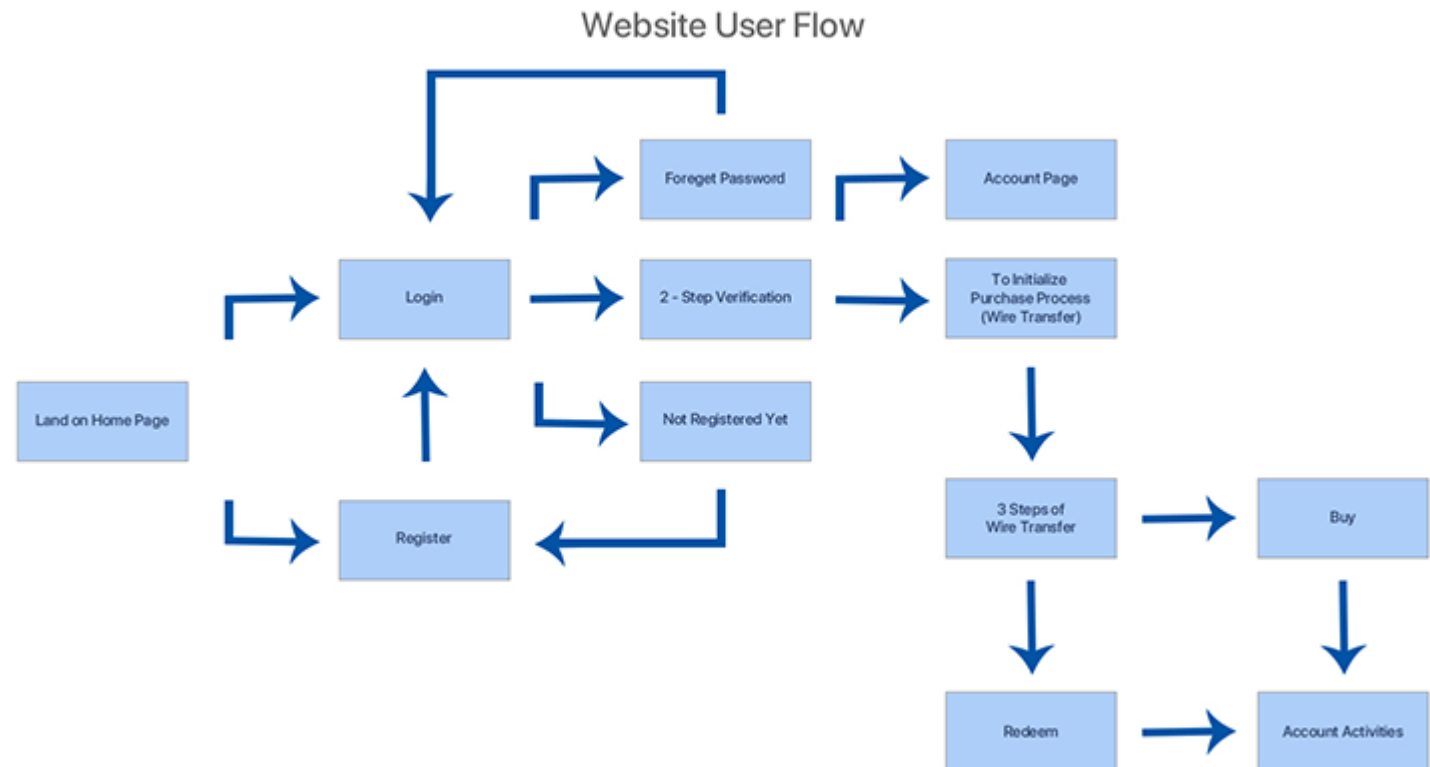 Website User Flow
Foreget Password
Account Page
Login
2 - Step Verification
To Initialize
Purchase Process
(Wire Transfer)
Land on Home Page
Not Registered Yet
Register
3 Steps of
Wire Transfer
Buy
Redeem
Account Activities